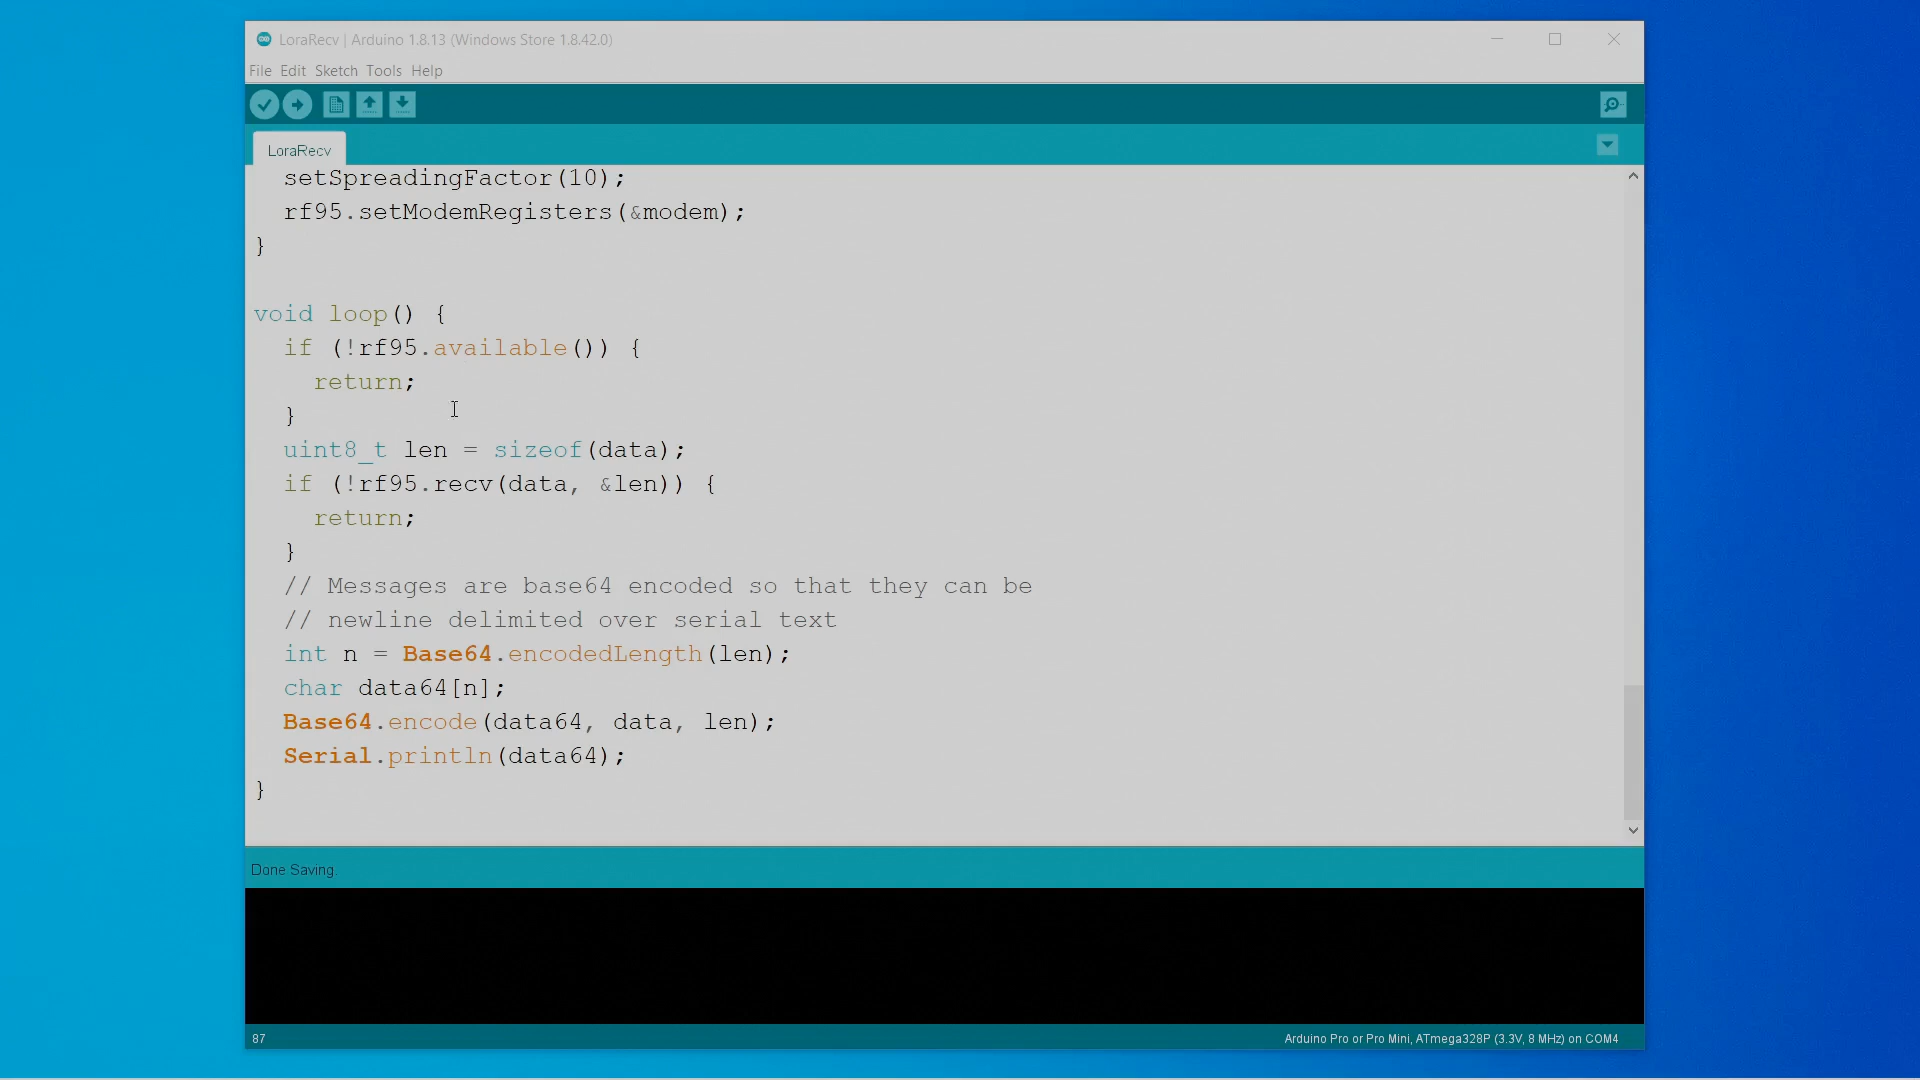 LoraRecv | Arduino 1.8.13 (Windows Store 1.8.42.0)
File Edit Sketch Tools Help
LoraRecv
  setSpreadingFactor(10);
  rf95.setModemRegisters(&modem);
}

void loop() {
  if (!rf95.available()) {
    return;
  }
  uint8_t len = sizeof(data);
  if (!rf95.recv(data, &len)) {
    return;
  }
  // Messages are base64 encoded so that they can be
  // newline delimited over serial text
  int n = Base64.encodedLength(len);
  char data64[n];
  Base64.encode(data64, data, len);
  Serial.println(data64);
}
Done Saving.
87
Arduino Pro or Pro Mini, ATmega328P (3.3V, 8 MHz) on COM4